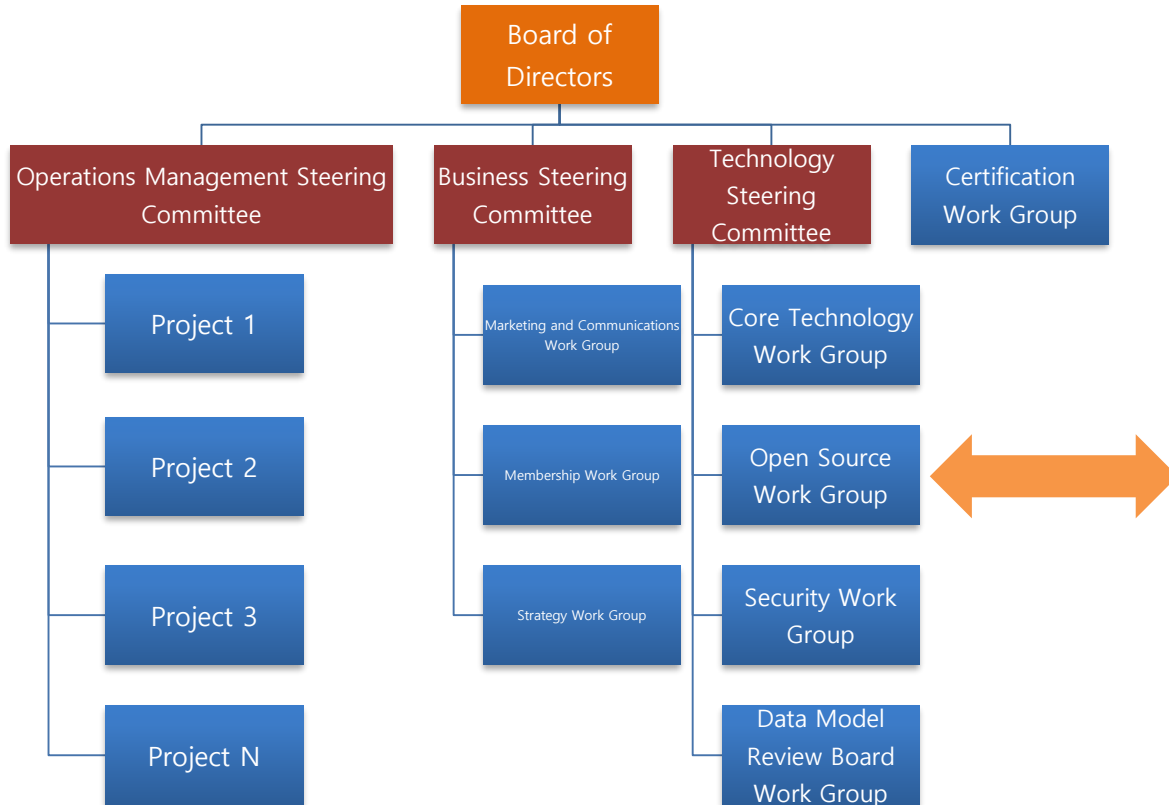 Board of
Directors
Operations Management Steering
Committee
Business Steering
Committee
Technology
Steering
Committee
Certification
Work Group
Project 1
Project 2
Project 3
Project N
Marketing and Communications
Work Group
Membership Work Group
Strategy Work Group
Core Technology
Work Group
Open Source
Work Group
Security Work
Group
Data Model
Review Board
Work Group